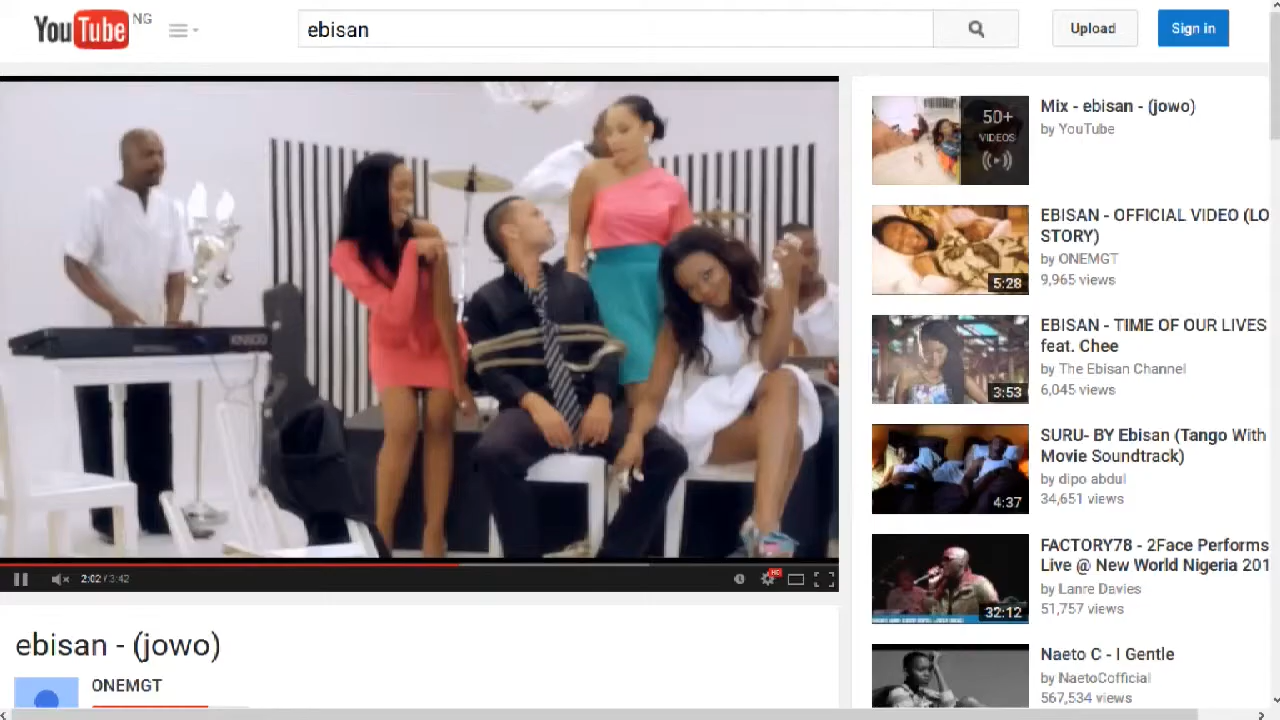 YouTube NG
ebisan
Upload
Sign in
Mix - ebisan - (jowo)
by YouTube
50+
VIDEOS
EBISAN - OFFICIAL VIDEO (LO
STORY)
by ONEMGT
9,965 views
5:28
EBISAN - TIME OF OUR LIVES
feat. Chee
by The Ebisan Channel
6,045 views
3:53
SURU- BY Ebisan (Tango With
Movie Soundtrack)
by dipo abdul
34,651 views
4:37
FACTORY78 - 2Face Performs
Live @ New World Nigeria 201
by Lanre Davies
51,757 views
32:12
Naeto C - I Gentle
by NaetoCofficial
567,534 views
2:02 / 3:42
HD
ebisan - (jowo)
ONEMGT